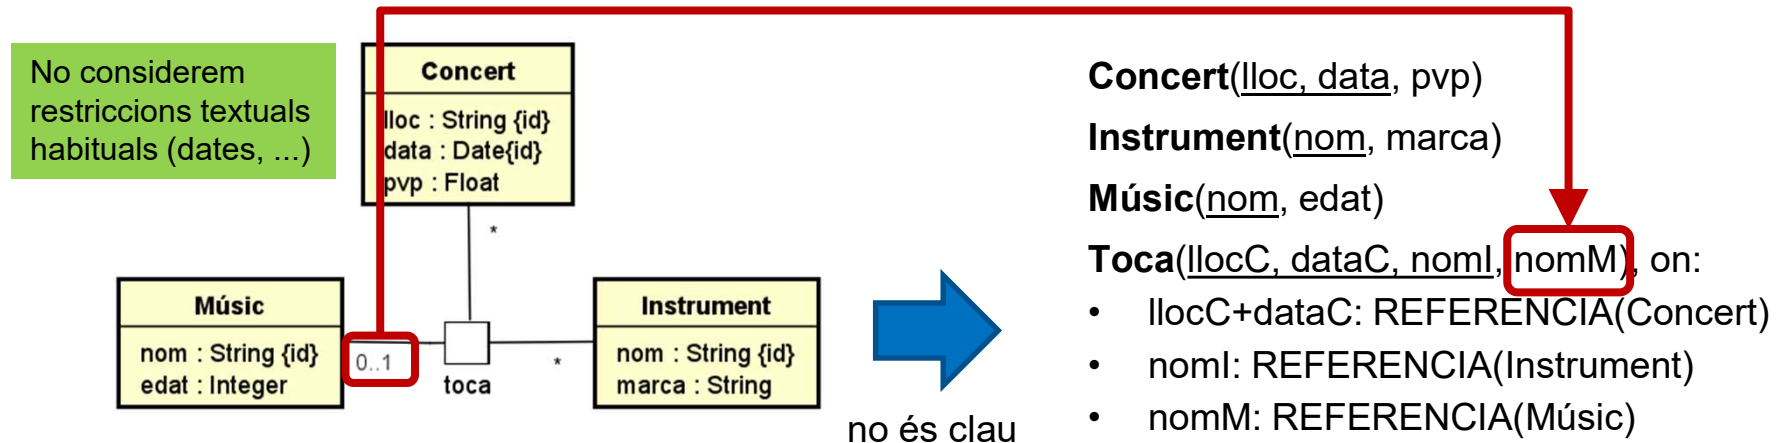 No considerem
restriccions textuals
habituals (dates, ...)
Concert
lloc : String {id}
data : Date{id}
pvp : Float
*
Músic
nom : String {id}
edat : Integer
0..1
toca
*
Instrument
nom : String {id}
marca : String
no és clau
Concert(lloc, data, pvp)
Instrument(nom, marca)
Músic(nom, edat)
Toca(llocC, dataC, nomI, nomM), on:
• llocC+dataC: REFERENCIA(Concert)
• nomI: REFERENCIA(Instrument)
• nomM: REFERENCIA(Músic)